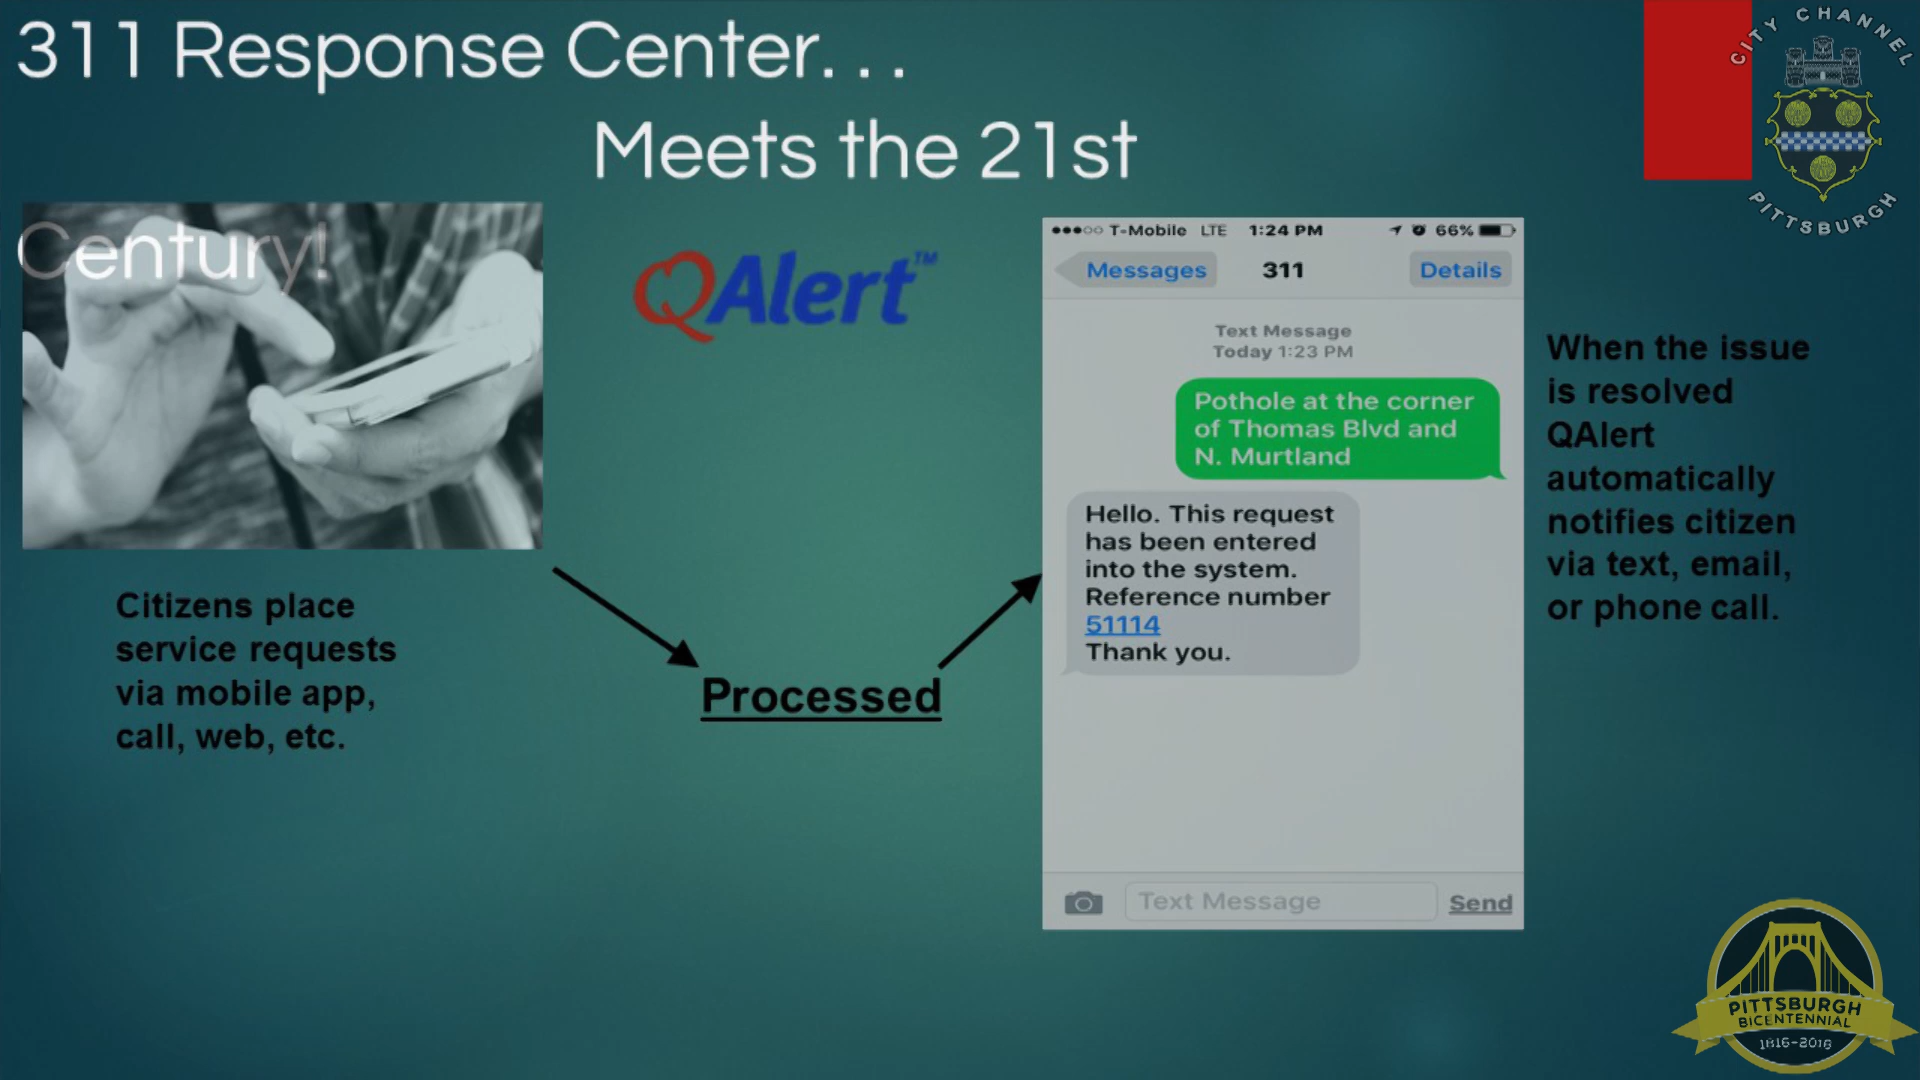 311 Response Center. . .
Meets the 21st
Century!
CITY CHANNEL
PITTSBURGH
QAlert™
T-Mobile LTE 1:24 PM 66%
Messages 311 Details
Text Message
Today 1:23 PM
Pothole at the corner
of Thomas Blvd and
N. Murtland
Hello. This request
has been entered
into the system.
Reference number
51114
Thank you.
Text Message Send
When the issue
is resolved
QAlert
automatically
notifies citizen
via text, email,
or phone call.
Citizens place
service requests
via mobile app,
call, web, etc.
Processed
PITTSBURGH
BICENTENNIAL
1816-2016